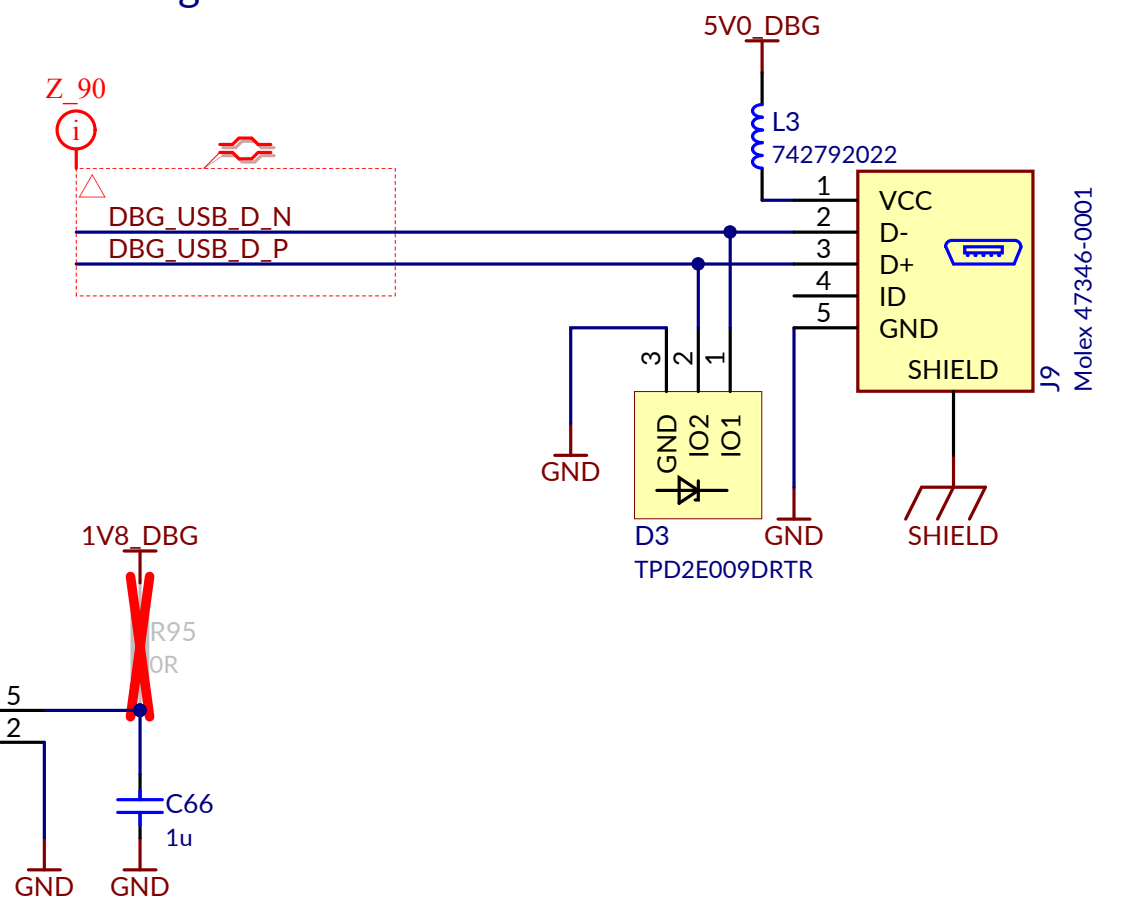 g
5V0_DBG
Z_90
i
L3
742792022
DBG_USB_D_N
DBG_USB_D_P
1
2
3
4
5
VCC
D-
D+
ID
GND
SHIELD
J9
Molex 47346-0001
3
2
1
GND
IO2
IO1
GND
D3
TPD2E009DRTR
GND
SHIELD
1V8_DBG
R95
0R
5
2
C66
1u
GND
GND